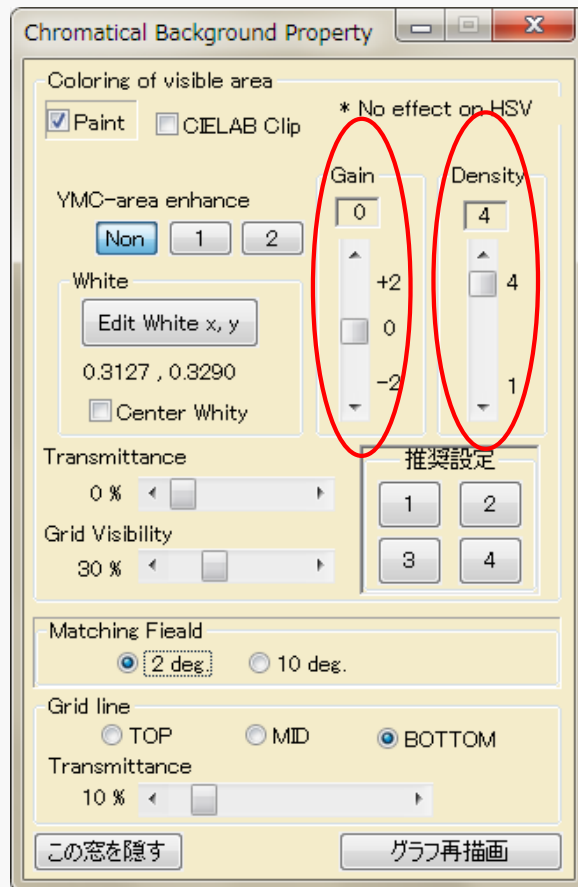 Chromatical Background Property
Coloring of visible area
Paint
CIELAB Clip
* No effect on HSV
YMC-area enhance
Non 1 2
Gain
0
+2
0
-2
Density
4
4
1
White
Edit White x, y
0.3127 , 0.3290
Center Whity
Transmittance
0 %
Grid Visibility
30 %
推奨設定
1 2
3 4
Matching Fieald
2 deg. 10 deg.
Grid line
TOP MID BOTTOM
Transmittance
10 %
この窓を隠す グラフ再描画